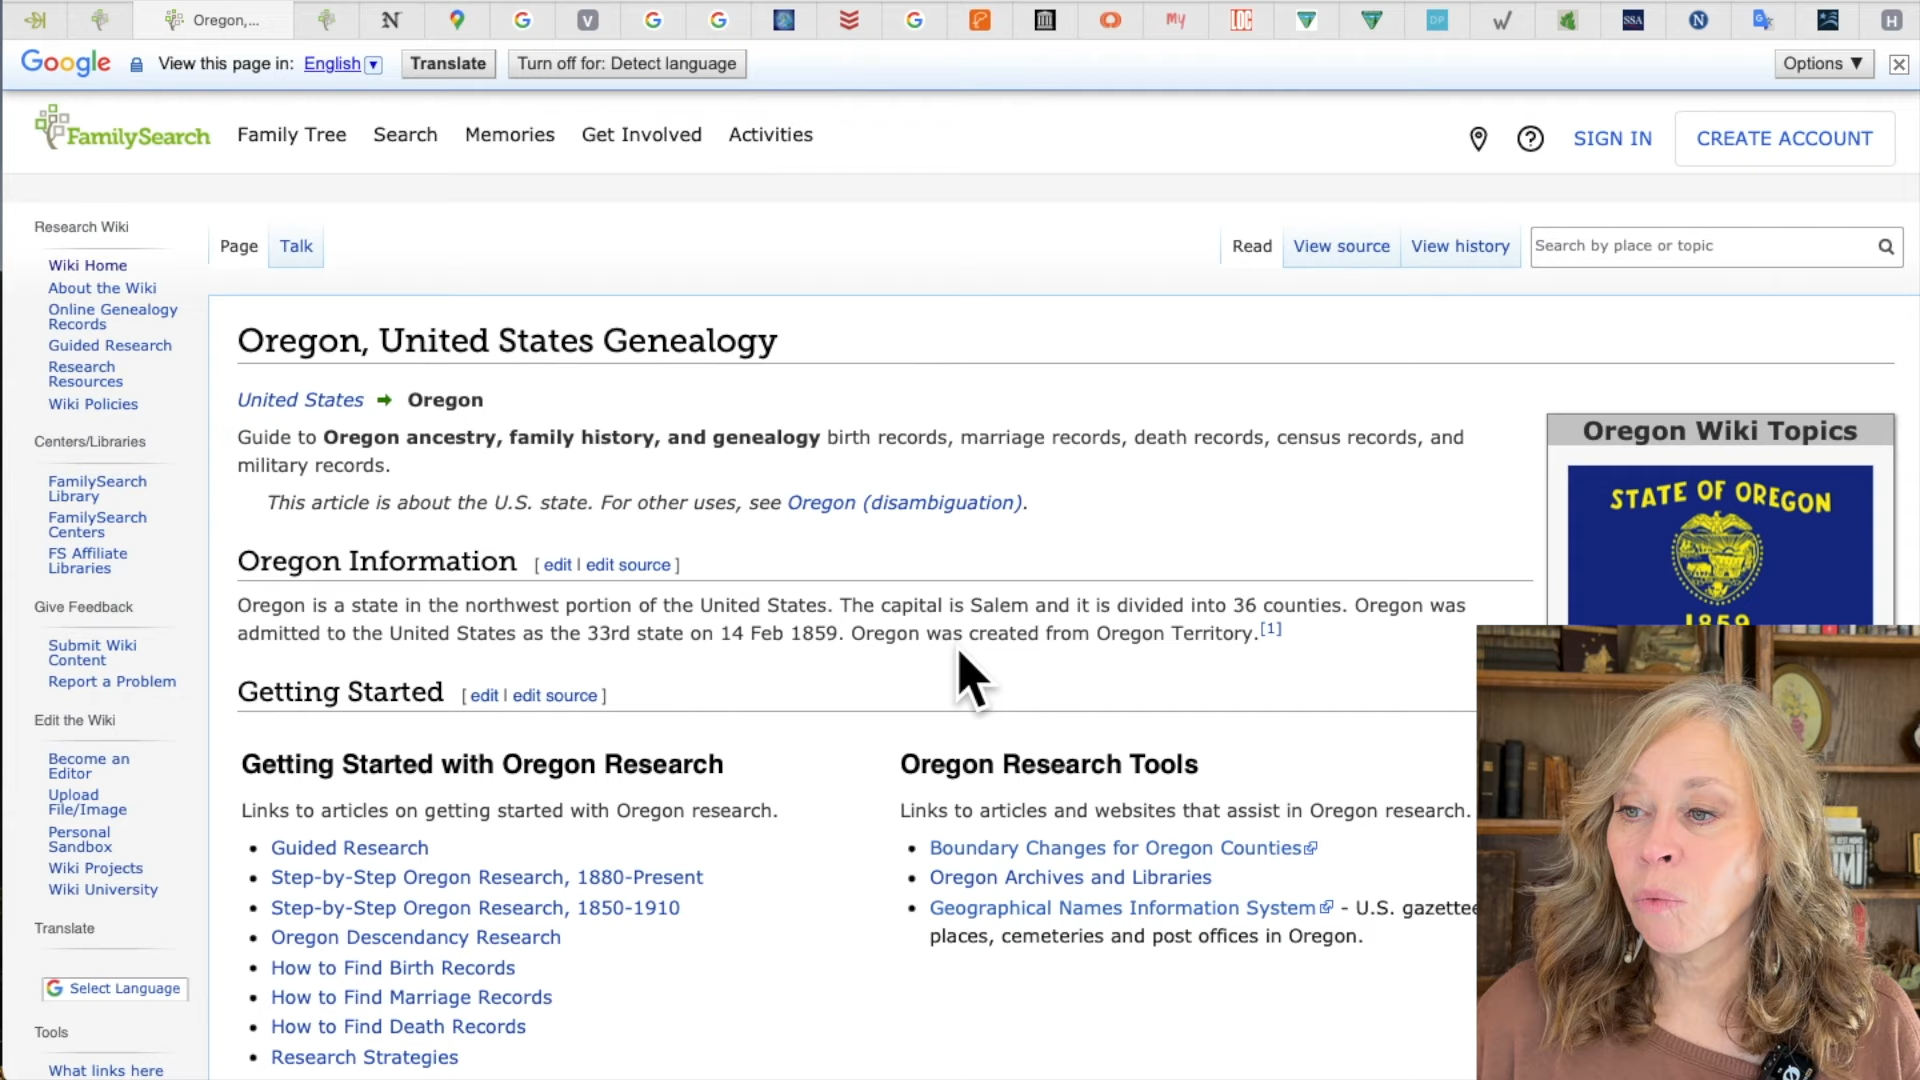 Oregon,...
N
G
V
G
G
G
my
LOC
DP
SSA
N
H
Google View this page in: English Translate Turn off for: Detect language Options ▼
FamilySearch Family Tree Search Memories Get Involved Activities SIGN IN CREATE ACCOUNT
Research Wiki
Wiki Home
About the Wiki
Online Genealogy
Records
Guided Research
Research
Resources
Wiki Policies
Centers/Libraries
FamilySearch
Library
FamilySearch
Centers
FS Affiliate
Libraries
Give Feedback
Submit Wiki
Content
Report a Problem
Edit the Wiki
Become an
Editor
Upload
File/Image
Personal
Sandbox
Wiki Projects
Wiki University
Translate
G Select Language
Tools
What links here
Page Talk Read View source View history Search by place or topic
Oregon, United States Genealogy
United States ➡ Oregon
Guide to Oregon ancestry, family history, and genealogy birth records, marriage records, death records, census records, and
military records.
This article is about the U.S. state. For other uses, see Oregon (disambiguation).
Oregon Information [ edit | edit source ]
Oregon is a state in the northwest portion of the United States. The capital is Salem and it is divided into 36 counties. Oregon was
admitted to the United States as the 33rd state on 14 Feb 1859. Oregon was created from Oregon Territory.[1]
Getting Started [ edit | edit source ]
Getting Started with Oregon Research
Links to articles on getting started with Oregon research.
• Guided Research
• Step-by-Step Oregon Research, 1880-Present
• Step-by-Step Oregon Research, 1850-1910
• Oregon Descendancy Research
• How to Find Birth Records
• How to Find Marriage Records
• How to Find Death Records
• Research Strategies
Oregon Research Tools
Links to articles and websites that assist in Oregon research.
• Boundary Changes for Oregon Counties
• Oregon Archives and Libraries
• Geographical Names Information System - U.S. gazettee
places, cemeteries and post offices in Oregon.
Oregon Wiki Topics
STATE OF OREGON
1859